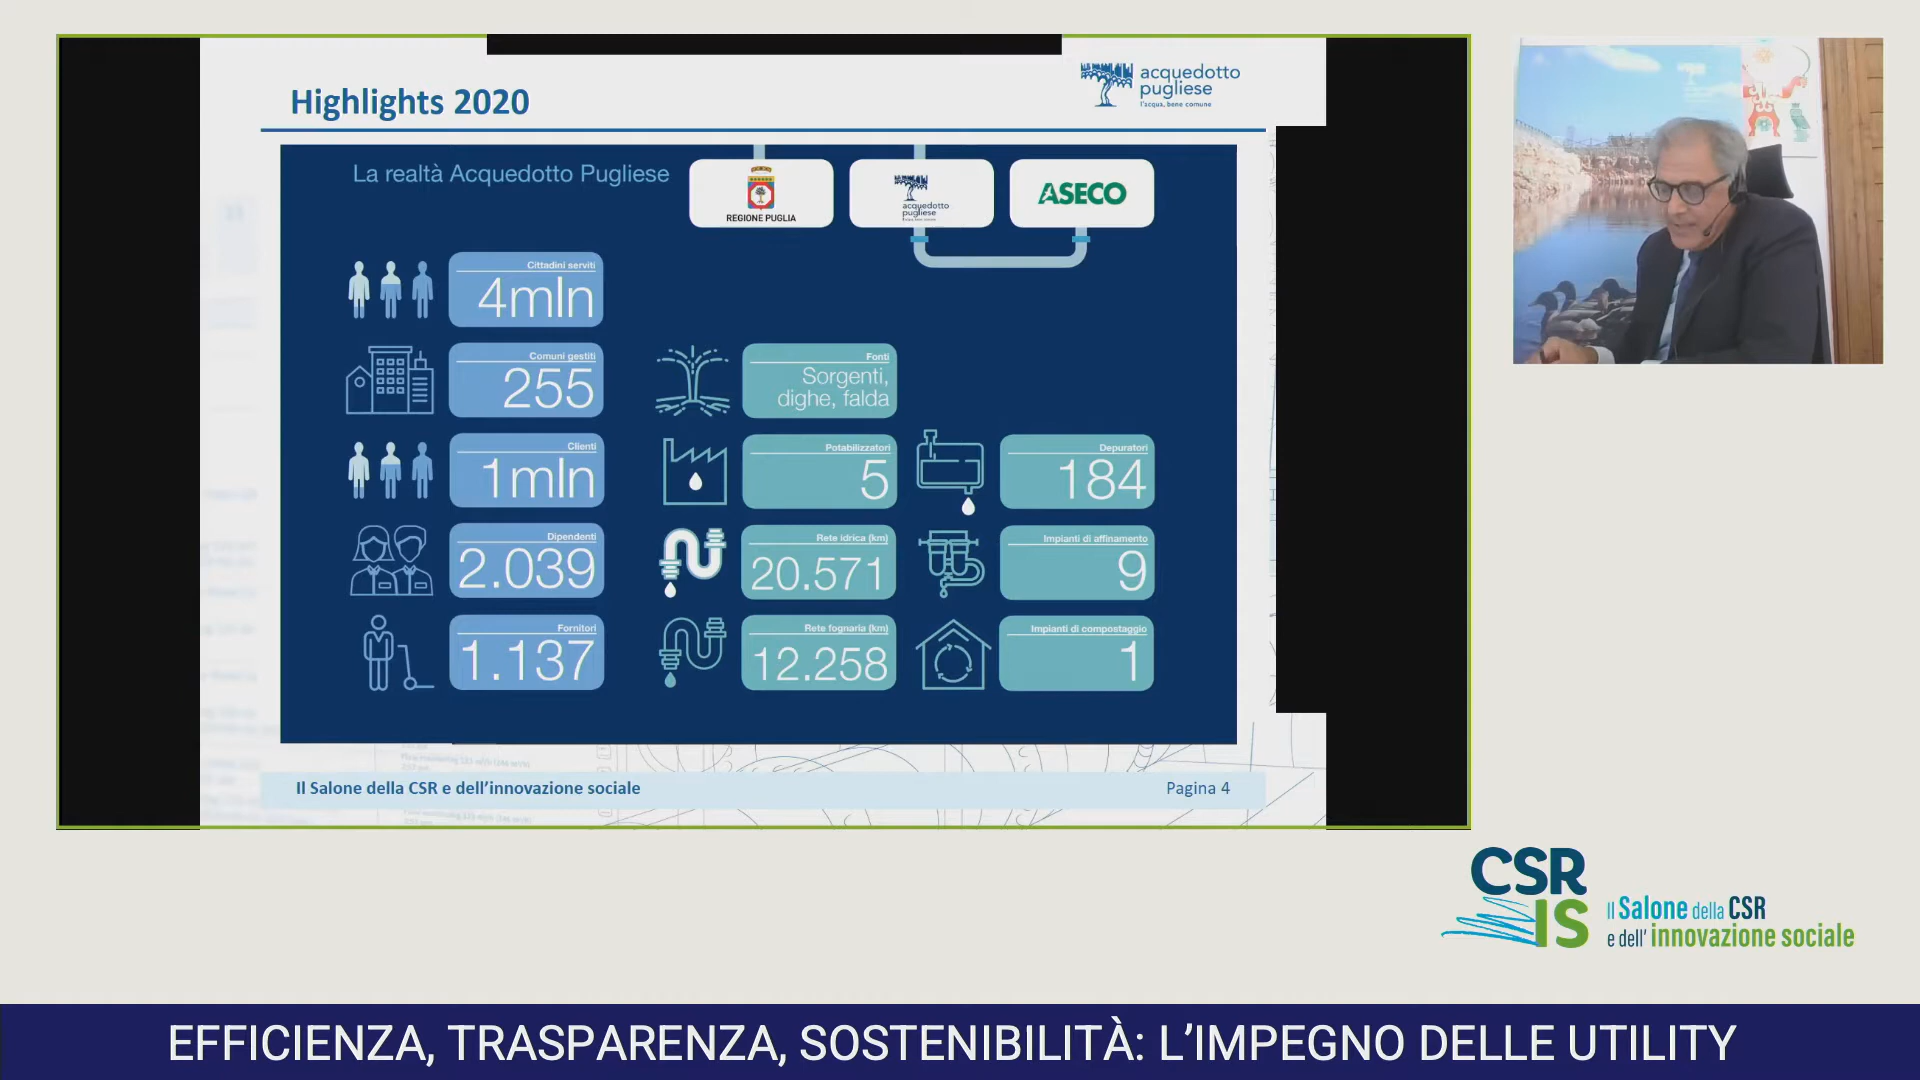 Highlights 2020
acquedotto
pugliese
l'acqua, bene comune
La realtà Acquedotto Pugliese
REGIONE PUGLIA
acquedotto
pugliese
ASECO
Cittadini serviti
4mln
Comuni gestiti
255
Clienti
1mln
Dipendenti
2.039
Fornitori
1.137
Fonti
Sorgenti,
dighe, falda
Potabilizzatori
5
Rete idrica (km)
20.571
Rete fognaria (km)
12.258
Depuratori
184
Impianti di affinamento
9
Impianti di compostaggio
1
Il Salone della CSR e dell'innovazione sociale
Pagina 4
CSR
IS
Il Salone della CSR
e dell' innovazione sociale
EFFICIENZA, TRASPARENZA, SOSTENIBILITÀ: L'IMPEGNO DELLE UTILITY